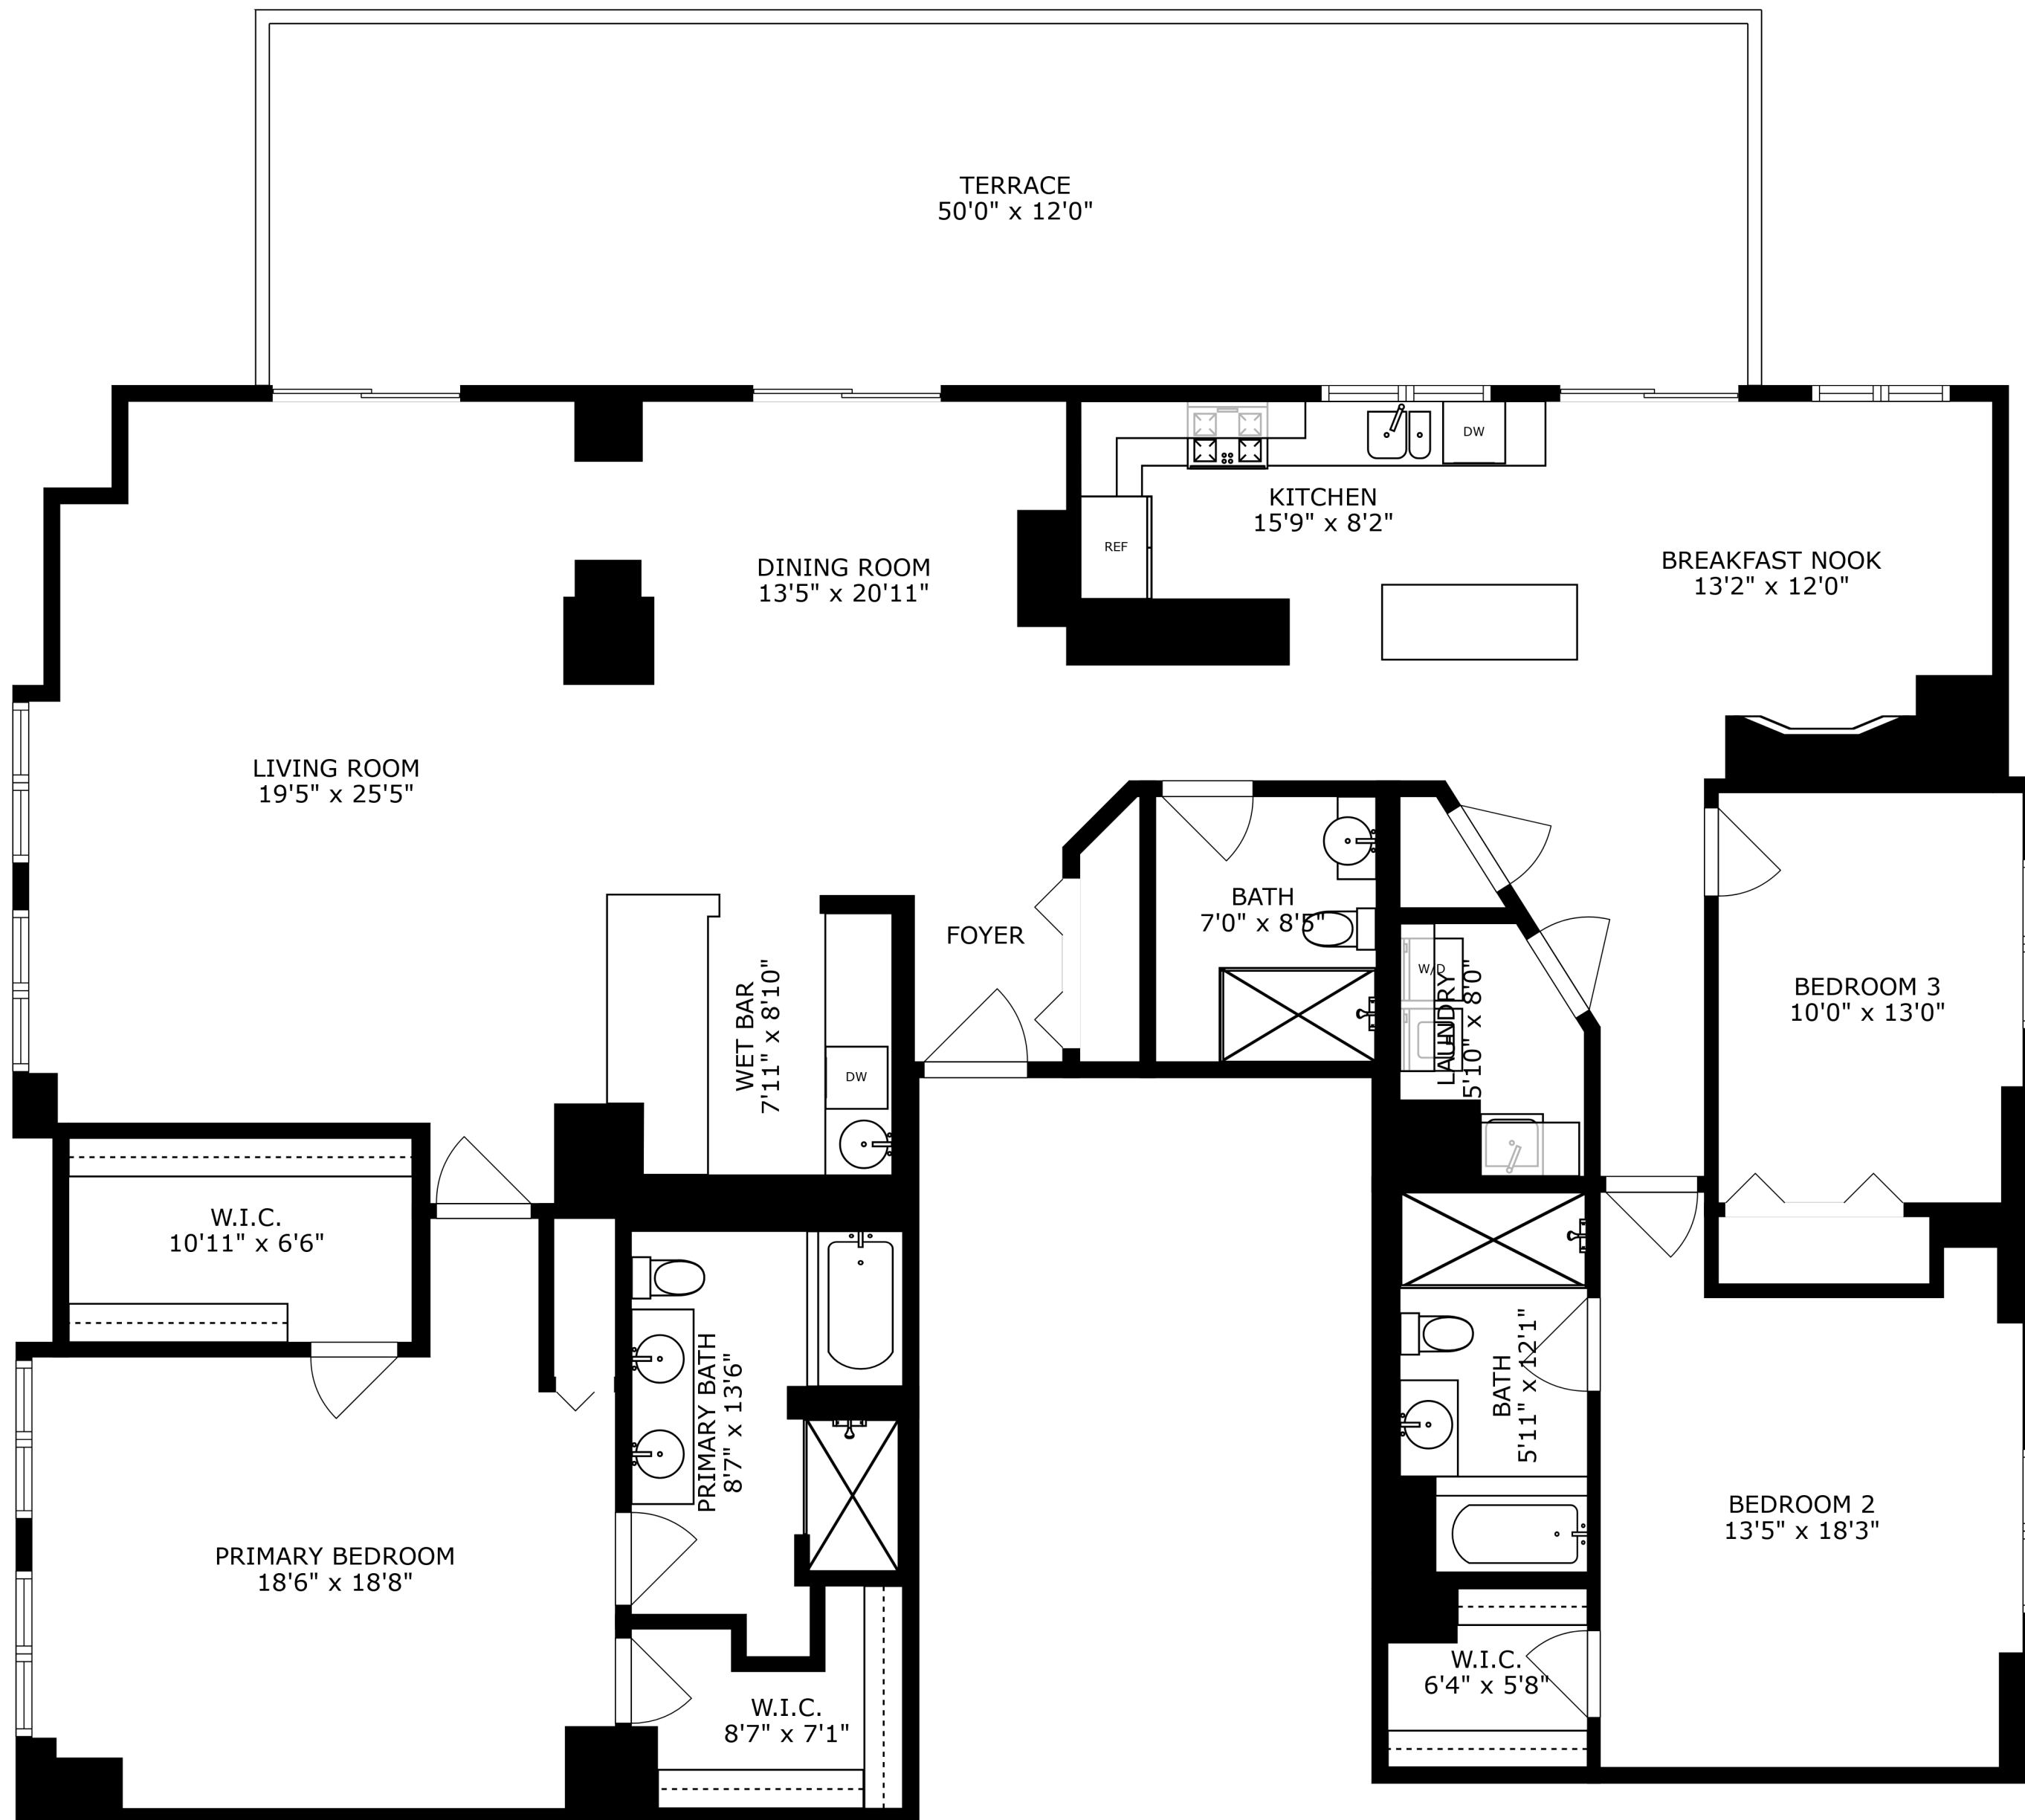 TERRACE
50'0" x 12'0"
DW
KITCHEN
15'9" x 8'2"
REF
DINING ROOM
13'5" x 20'11"
BREAKFAST NOOK
13'2" x 12'0"
LIVING ROOM
19'5" x 25'5"
BATH
7'0" x 8'5"
FOYER
W/D
LAUNDRY
5'10" x 8'0"
WET BAR
7'11" x 8'10"
DW
BEDROOM 3
10'0" x 13'0"
W.I.C.
10'11" x 6'6"
PRIMARY BATH
8'7" x 13'6"
BATH
5'11" x 12'1"
BEDROOM 2
13'5" x 18'3"
PRIMARY BEDROOM
18'6" x 18'8"
W.I.C.
6'4" x 5'8"
W.I.C.
8'7" x 7'1"